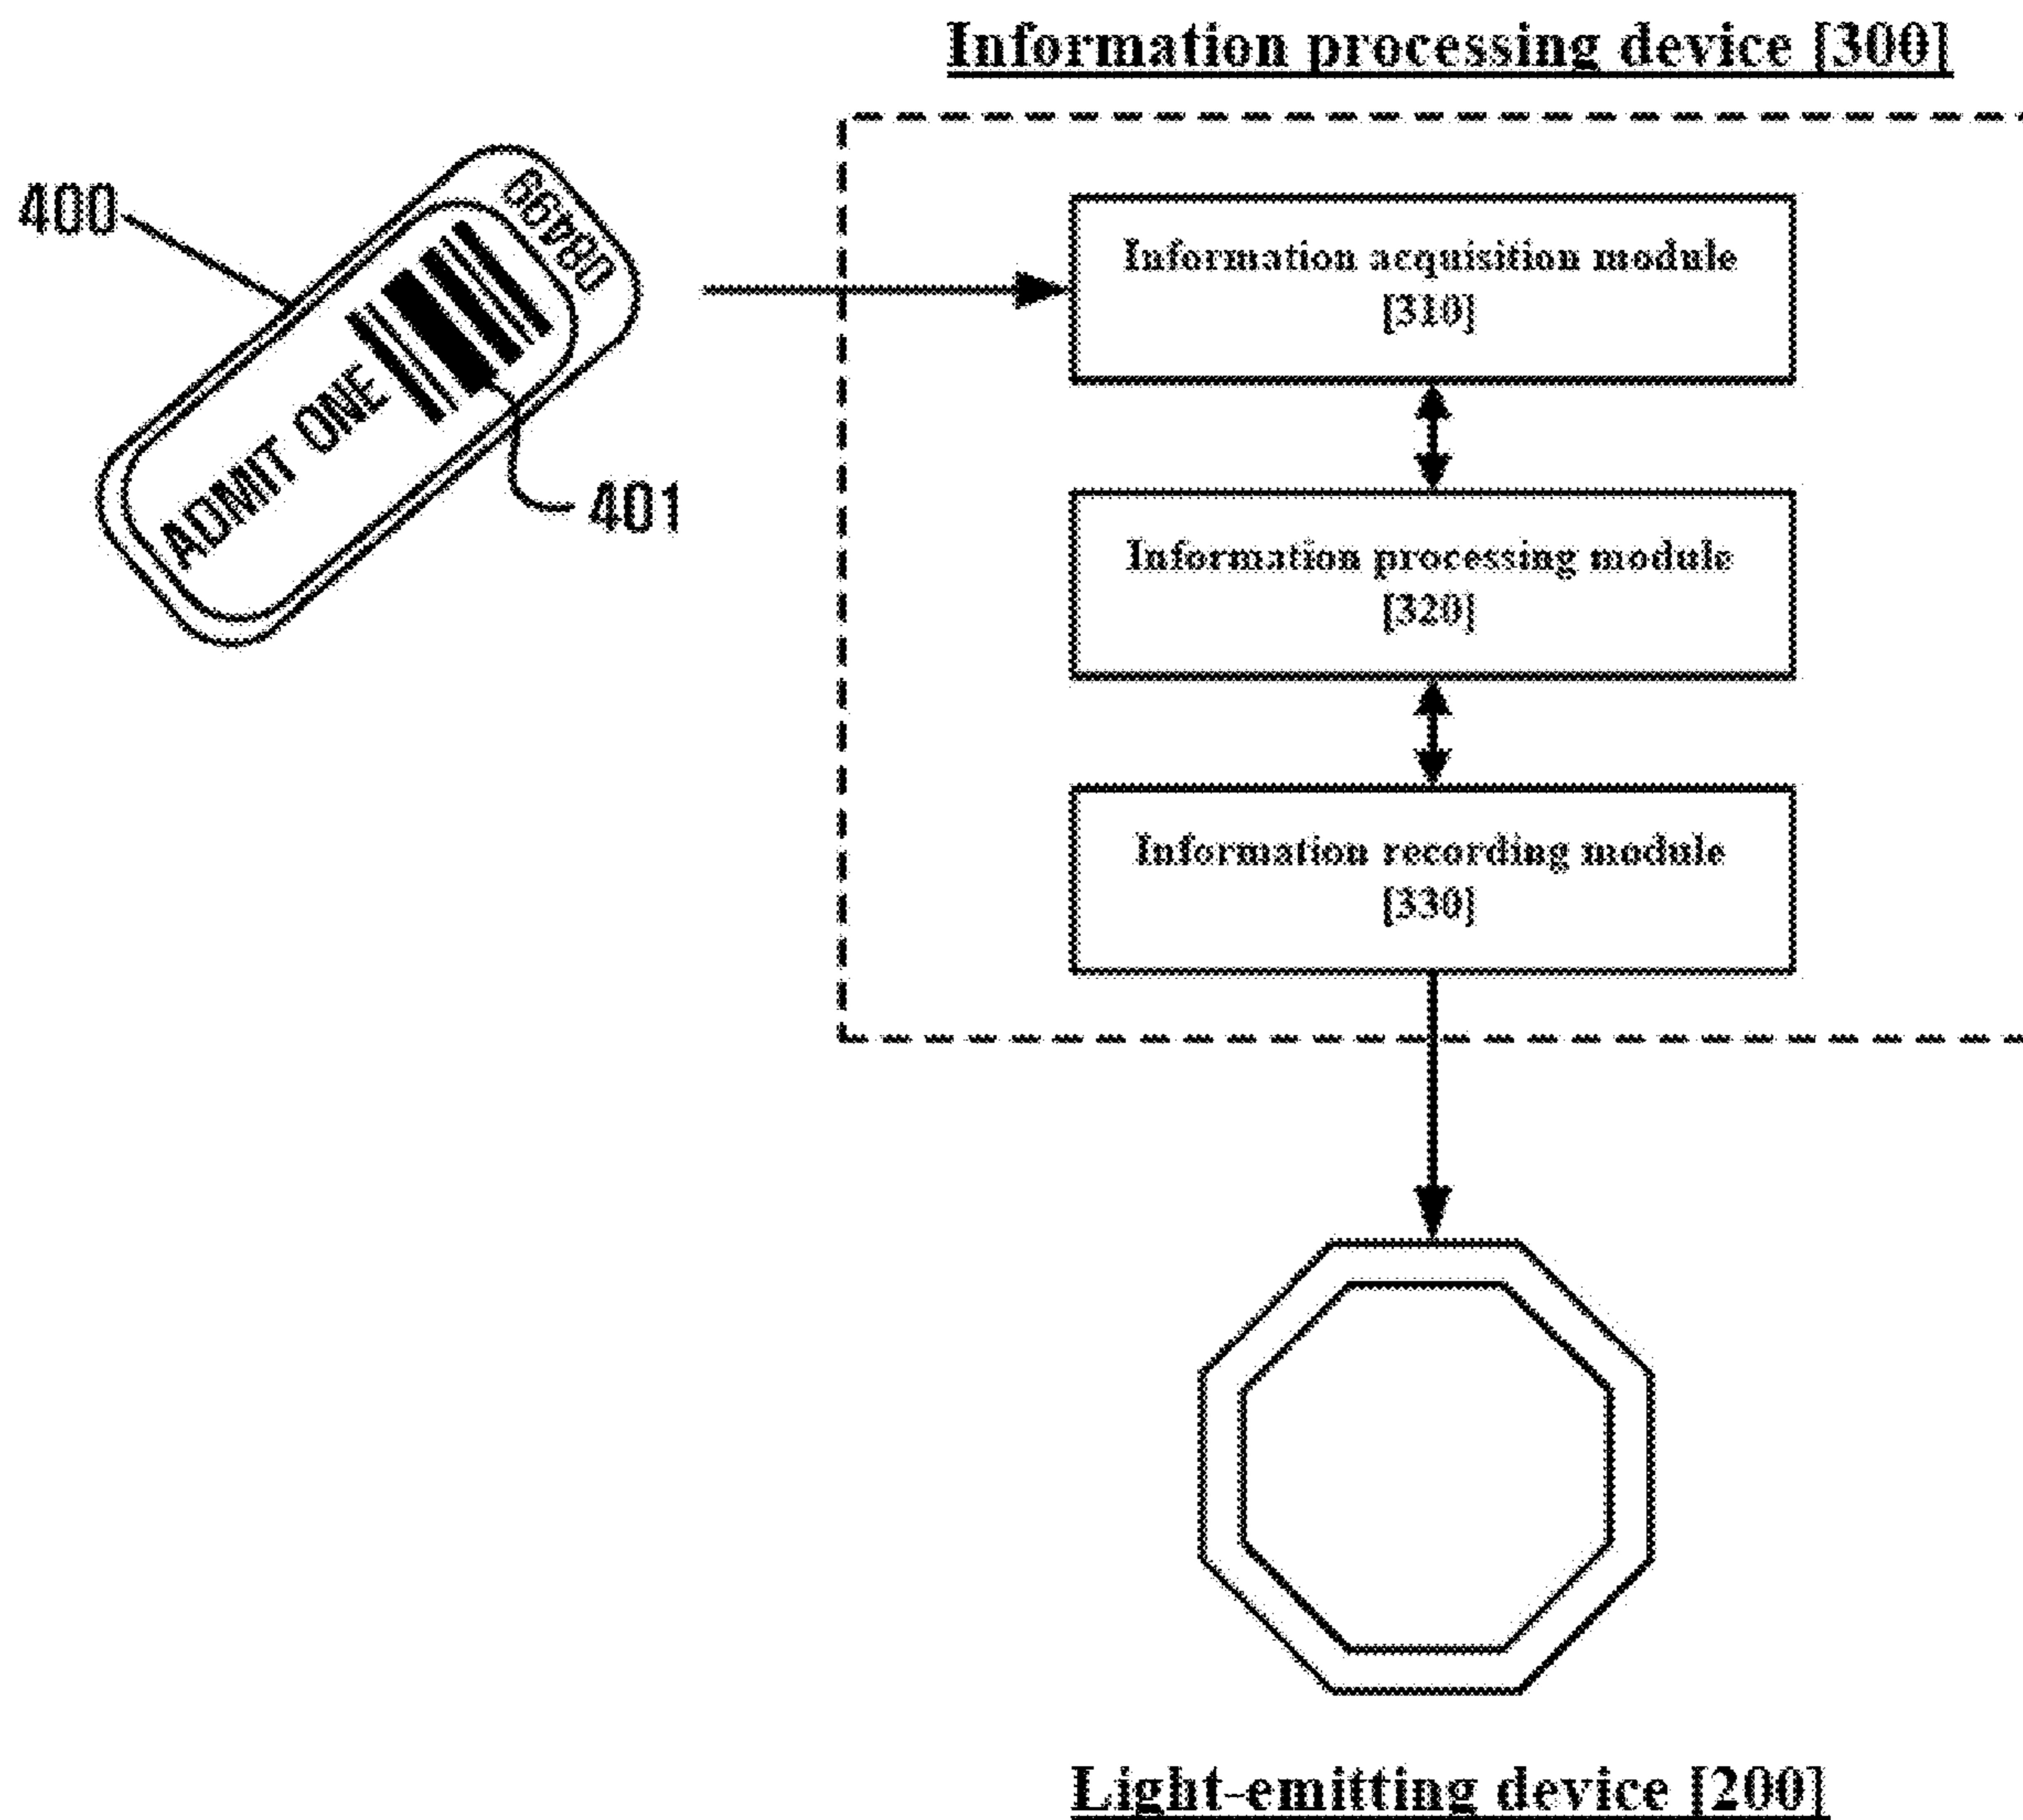 Information processing device [300]
400
ADMIT ONE
08499
401
Information acquisition module
[310]
Information processing module
[320]
Information recording module
[330]
Light-emitting device [200]